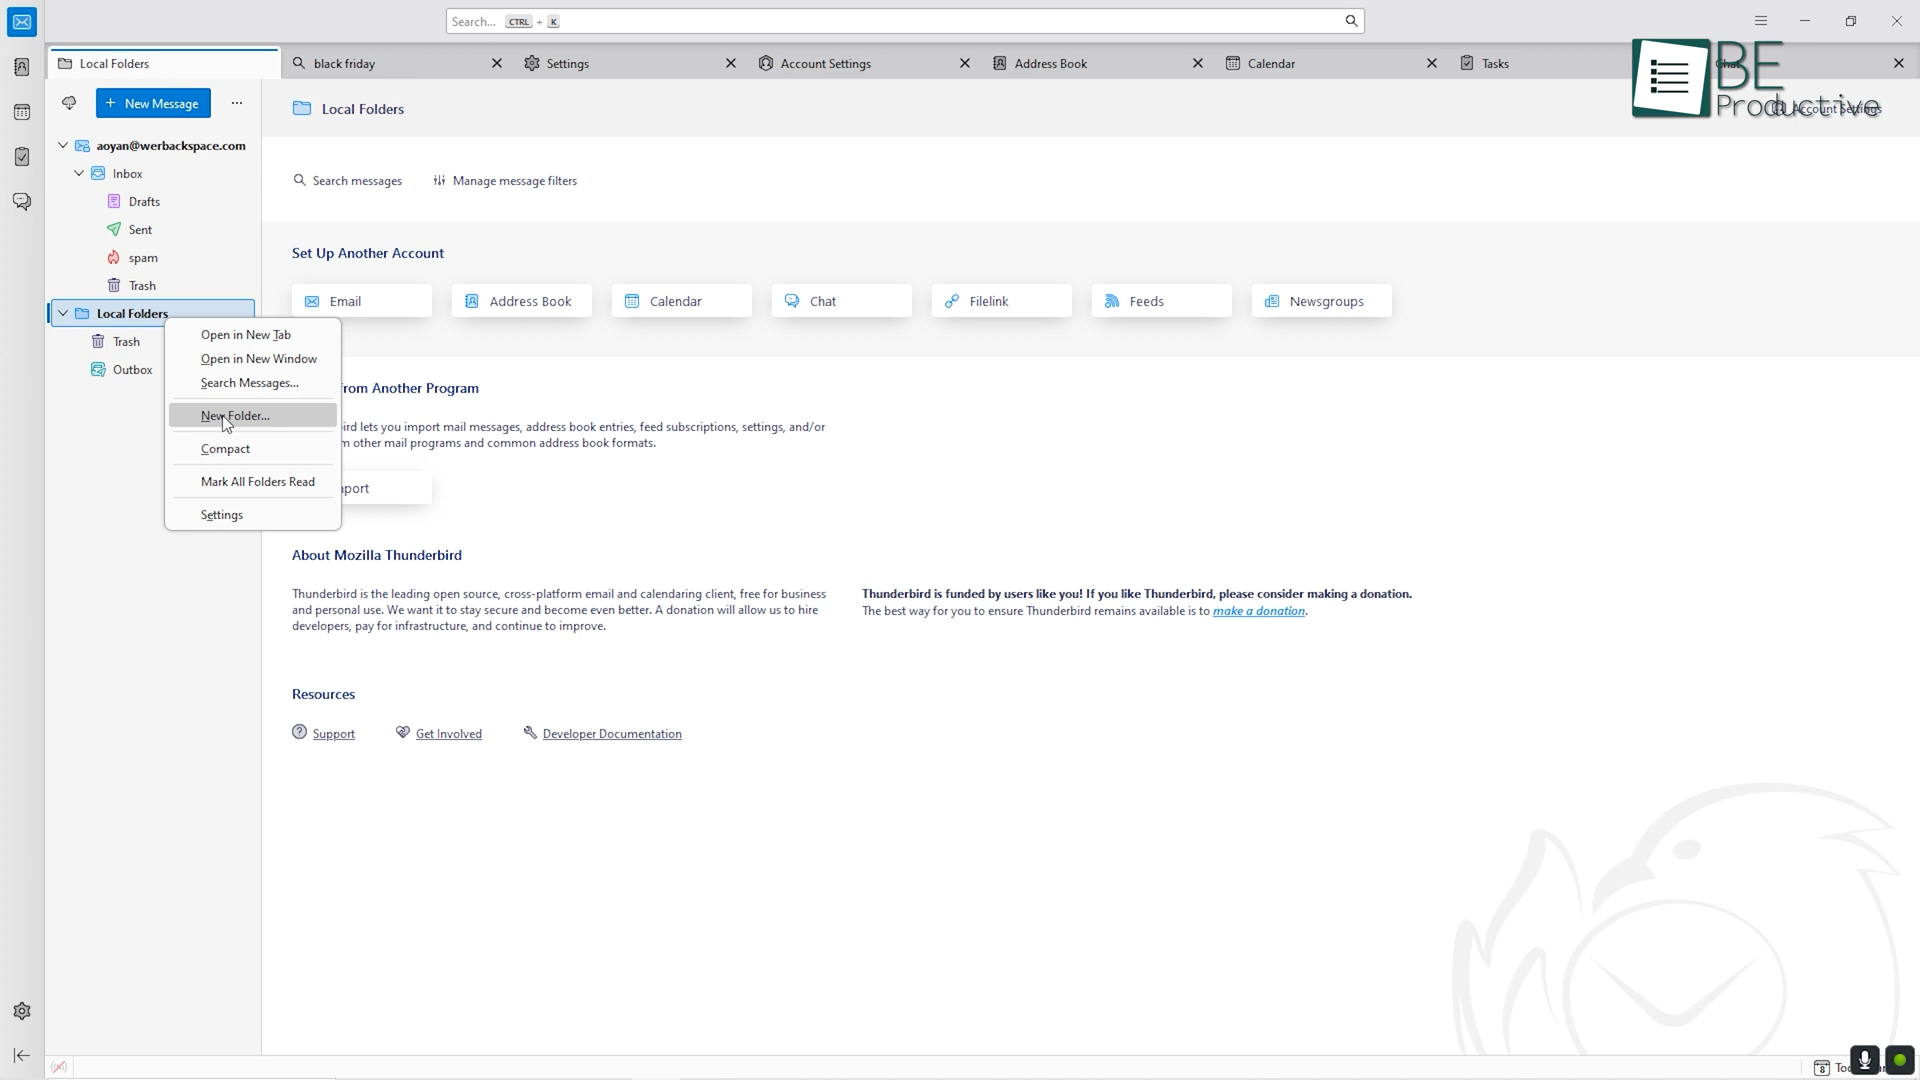 Search... CTRL + K
Local Folders
black friday
Settings
Account Settings
Address Book
Calendar
Tasks
Chat
BE
Productive
New Message
Local Folders
Account Settings
aoyan@werbackspace.com
Inbox
Drafts
Sent
spam
Trash
Local Folders
Trash
Outbox
Open in New Tab
Open in New Window
Search Messages...
New Folder...
Compact
Mark All Folders Read
Settings
Search messages
Manage message filters
Set Up Another Account
Email
Address Book
Calendar
Chat
Filelink
Feeds
Newsgroups
from Another Program
lets you import mail messages, address book entries, feed subscriptions, settings, and/or
other mail programs and common address book formats.
About Mozilla Thunderbird
Thunderbird is the leading open source, cross-platform email and calendaring client, free for business
and personal use. We want it to stay secure and become even better. A donation will allow us to hire
developers, pay for infrastructure, and continue to improve.
Thunderbird is funded by users like you! If you like Thunderbird, please consider making a donation.
The best way for you to ensure Thunderbird remains available is to make a donation.
Resources
Support
Get Involved
Developer Documentation
8